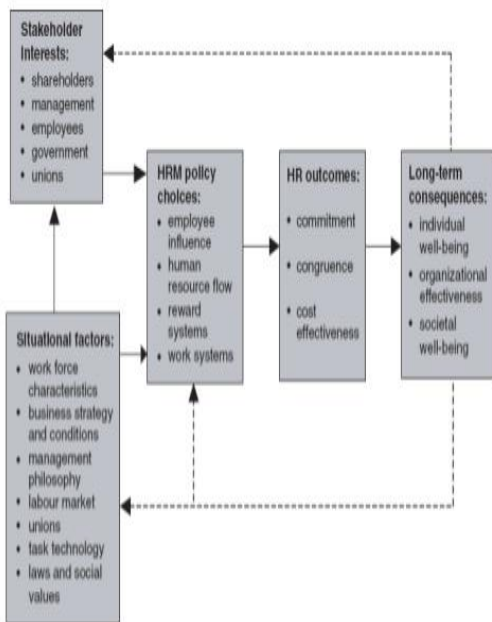 Stakeholder
Interests:
• shareholders
• management
• employees
• government
• unions
HRM policy
choices:
• employee
influence
• human
resource flow
• reward
systems
• work systems
HR outcomes:
• commitment
• congruence
• cost
effectiveness
Long-term
consequences:
• individual
well-being
• organizational
effectiveness
• societal
well-being
Situational factors:
• work force
characteristics
• business strategy
and conditions
• management
philosophy
• labour market
• unions
• task technology
• laws and social
values